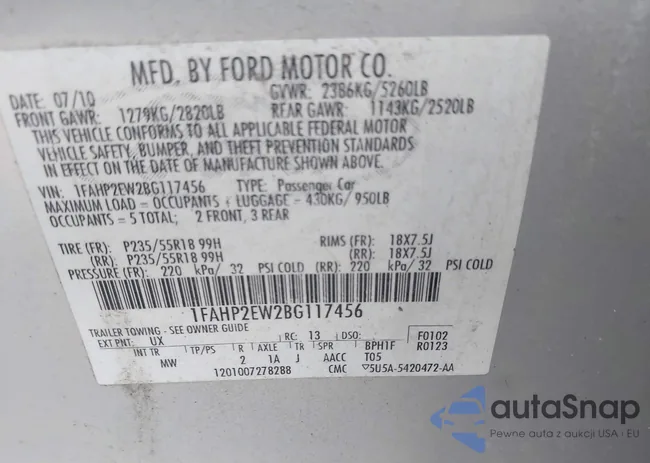 MFD. BY FORD MOTOR CO.
DATE: 07/10 GVWR: 2386KG/5260LB
FRONT GAWR: 1279KG/2820LB REAR GAWR: 1143KG/2520LB
THIS VEHICLE CONFORMS TO ALL APPLICABLE FEDERAL MOTOR
VEHICLE SAFETY, BUMPER, AND THEFT PREVENTION STANDARDS
IN EFFECT ON THE DATE OF MANUFACTURE SHOWN ABOVE.
VIN: 1FAHP2EW2BG117456 TYPE: Passenger Car
MAXIMUM LOAD = OCCUPANTS + LUGGAGE = 430KG/950LB
OCCUPANTS = 5 TOTAL; 2 FRONT, 3 REAR
TIRE (FR): P235/55R18 99H RIMS (FR): 18X7.5J
(RR): P235/55R18 99H (RR): 18X7.5J
PRESSURE (FR): 220 kPa/ 32 PSI COLD (RR): 220 kPa/ 32 PSI COLD
1FAHP2EW2BG117456
TRAILER TOWING - SEE OWNER GUIDE
EXT PNT: UX RC: 13 DSO: F0102
INT TR TP/PS R AXLE TR SPR BPH1F R0123
MW 2 1A J AACC T05
1201007278288 CMC ▽5U5A-5420472-AA
autoSnap
Pewne auta z aukcji USA i EU